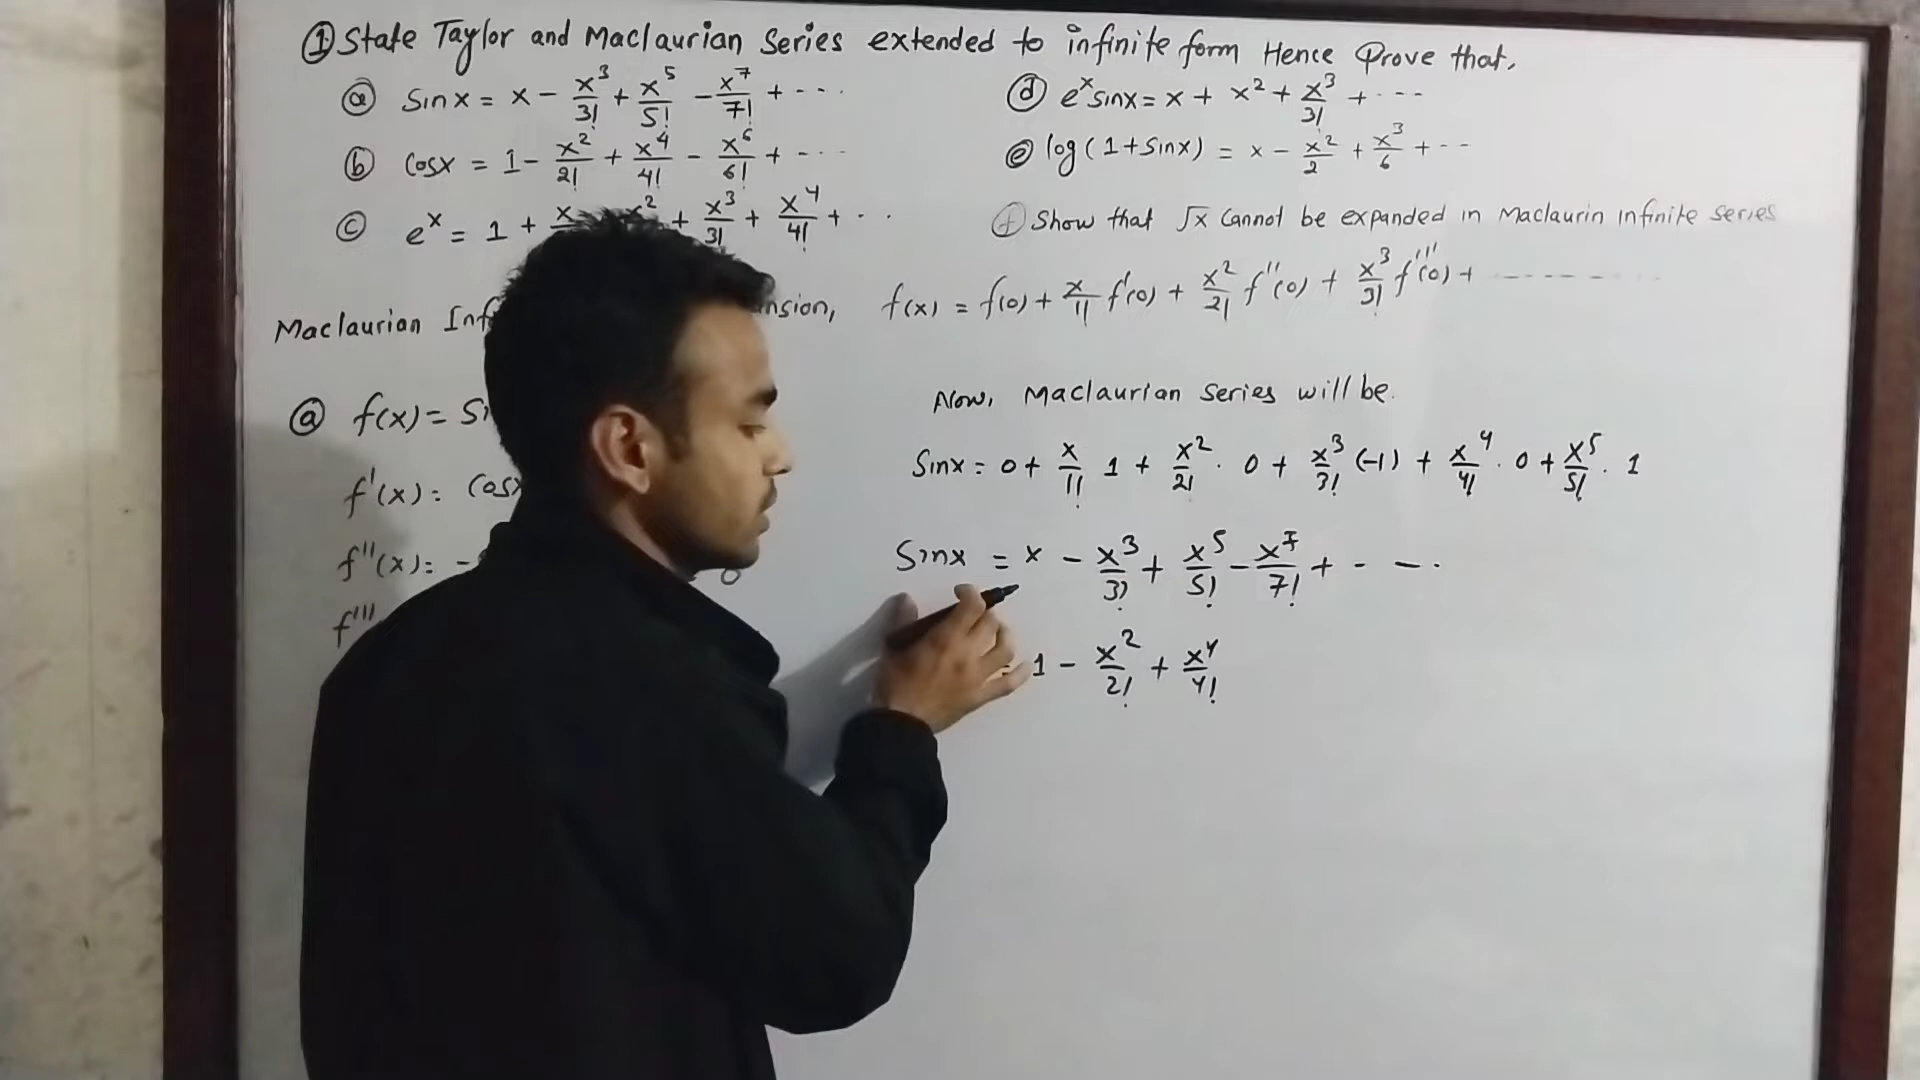 ① State Taylor and Maclaurian Series extended to infinite form Hence Prove that,
ⓐ Sinx = x - x³/3! + x⁵/5! - x⁷/7! + ---.
ⓑ Cosx = 1 - x²/2! + x⁴/4! - x⁶/6! + ---.
ⓒ eˣ = 1 + x x² + x³/3! + x⁴/4! + ...
ⓓ eˣ sinx = x + x² + x³/3! + ---
ⓔ log(1+Sinx) = x - x²/2 + x³/6 + ---
ⓕ Show that √x Cannot be expanded in Maclaurin Infinite series
Maclaurian f(x) = f(0) + x/1! f'(0) + x²/2! f''(0) + x³/3! f'''(0) + ---------
ⓐ f(x) =
f'(x) = Cosx
f''(x) = - 0
f'''
Now, Maclaurian Series will be.
Sinx = 0 + x/1! 1 + x²/2! · 0 + x³/3! (-1) + x⁴/4! · 0 + x⁵/5! · 1
Sinx = x - x³/3! + x⁵/5! - x⁷/7! + - -.
1 - x²/2! + x⁴/4!